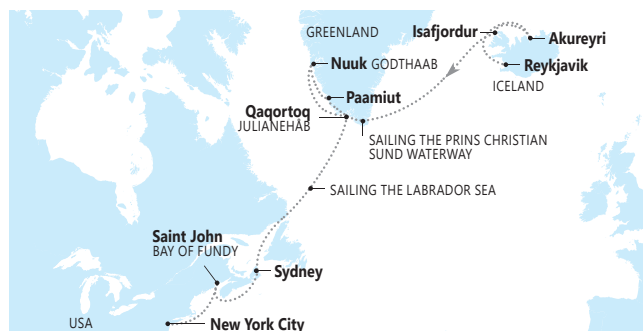 GREENLAND
Isafjordur
Akureyri
Reykjavik
ICELAND
Nuuk GODTHAAB
Paamiut
Qaqortoq
JULIANEHÅB
SAILING THE PRINS CHRISTIAN
SUND WATERWAY
SAILING THE LABRADOR SEA
Saint John
BAY OF FUNDY
Sydney
USA
New York City